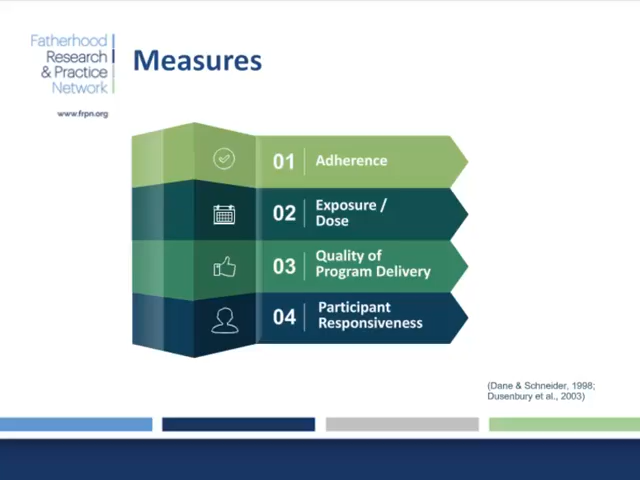 Fatherhood
Research
& Practice
Network
www.frpn.org
Measures
01 Adherence
02 Exposure /
Dose
03 Quality of
Program Delivery
04 Participant
Responsiveness
(Dane & Schneider, 1998;
Dusenbury et al., 2003)